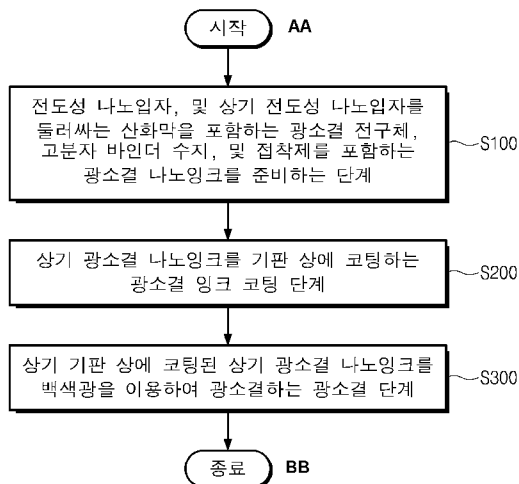 시작 AA
전도성 나노입자, 및 상기 전도성 나노입자를
둘러싸는 산화막을 포함하는 광소결 전구체,
고분자 바인더 수지, 및 접착제를 포함하는
광소결 나노잉크를 준비하는 단계
S100
상기 광소결 나노잉크를 기판 상에 코팅하는
광소결 잉크 코팅 단계
S200
상기 기판 상에 코팅된 상기 광소결 나노잉크를
백색광을 이용하여 광소결하는 광소결 단계
S300
종료 BB